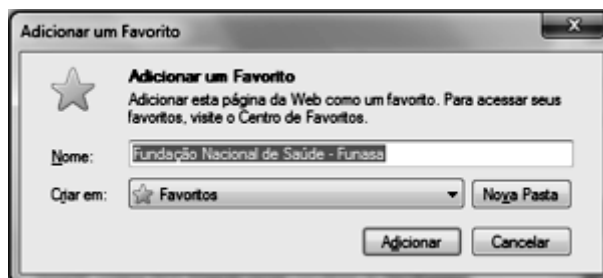 Adicionar um Favorito
Adicionar um Favorito
Adicionar esta página da Web como um favorito. Para acessar seus
favoritos, visite o Centro de Favoritos.
Nome: Fundação Nacional de Saúde - Funasa
Criar em: Favoritos Nova Pasta
Adicionar Cancelar